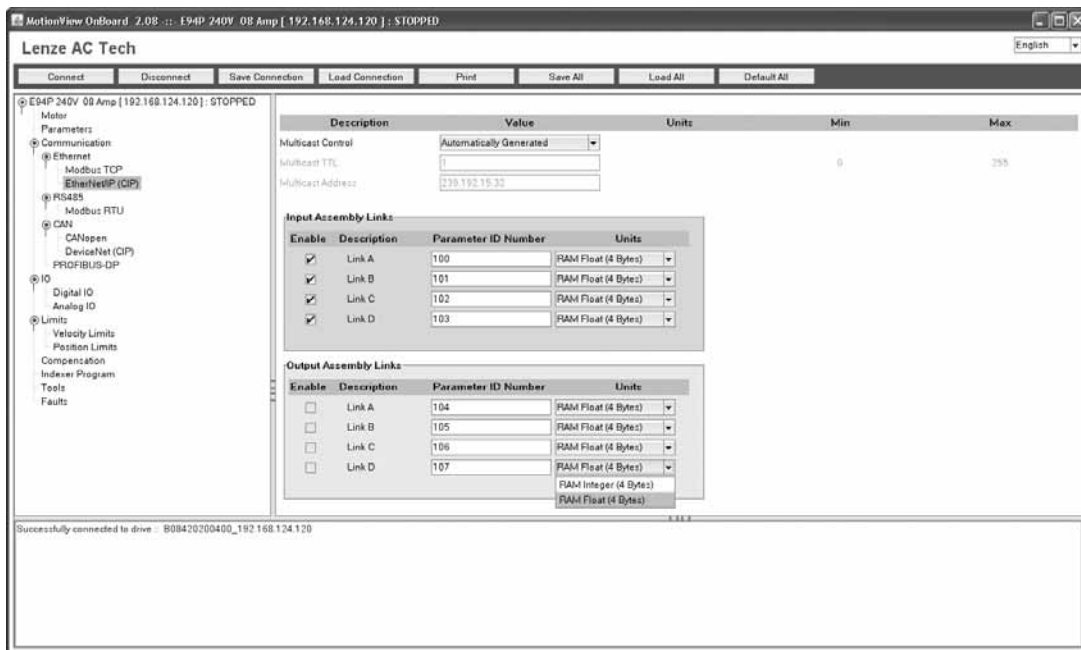 MotionView OnBoard 2.08 -::- E94P 240V 08 Amp [ 192.168.124.120 ] : STOPPED
Lenze AC Tech
English
Connect Disconnect Save Connection Load Connection Print Save All Load All Default All
E94P 240V 08 Amp [ 192.168.124.120 ] : STOPPED
Motor
Parameters
Communication
Ethernet
Modbus TCP
EtherNet/IP (CIP)
RS485
Modbus RTU
CAN
CANopen
DeviceNet (CIP)
PROFIBUS-DP
IO
Digital IO
Analog IO
Limits
Velocity Limits
Position Limits
Compensation
Indexer Program
Tools
Faults
Description Value Units Min Max
Multicast Control Automatically Generated
Multicast TTL 1 0 255
Multicast Address 239.192.15.32
Input Assembly Links
Enable Description Parameter ID Number Units
Link A 100 RAM Float (4 Bytes)
Link B 101 RAM Float (4 Bytes)
Link C 102 RAM Float (4 Bytes)
Link D 103 RAM Float (4 Bytes)
Output Assembly Links
Enable Description Parameter ID Number Units
Link A 104 RAM Float (4 Bytes)
Link B 105 RAM Float (4 Bytes)
Link C 106 RAM Float (4 Bytes)
Link D 107 RAM Float (4 Bytes)
RAM Integer (4 Bytes)
RAM Float (4 Bytes)
Successfully connected to drive : B08420200400_192.168.124.120